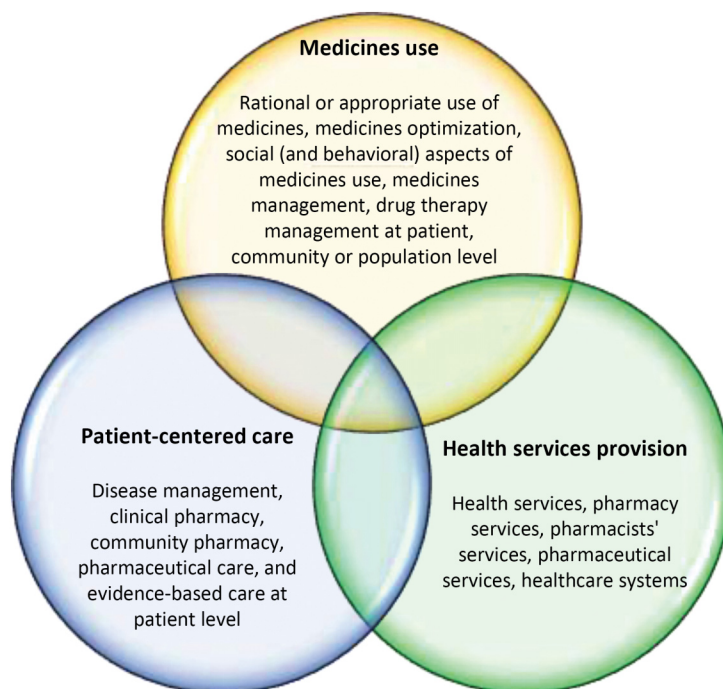 Medicines use
Rational or appropriate use of
medicines, medicines optimization,
social (and behavioral) aspects of
medicines use, medicines
management, drug therapy
management at patient,
community or population level
Patient-centered care
Disease management,
clinical pharmacy,
community pharmacy,
pharmaceutical care, and
evidence-based care at
patient level
Health services provision
Health services, pharmacy
services, pharmacists'
services, pharmaceutical
services, healthcare systems